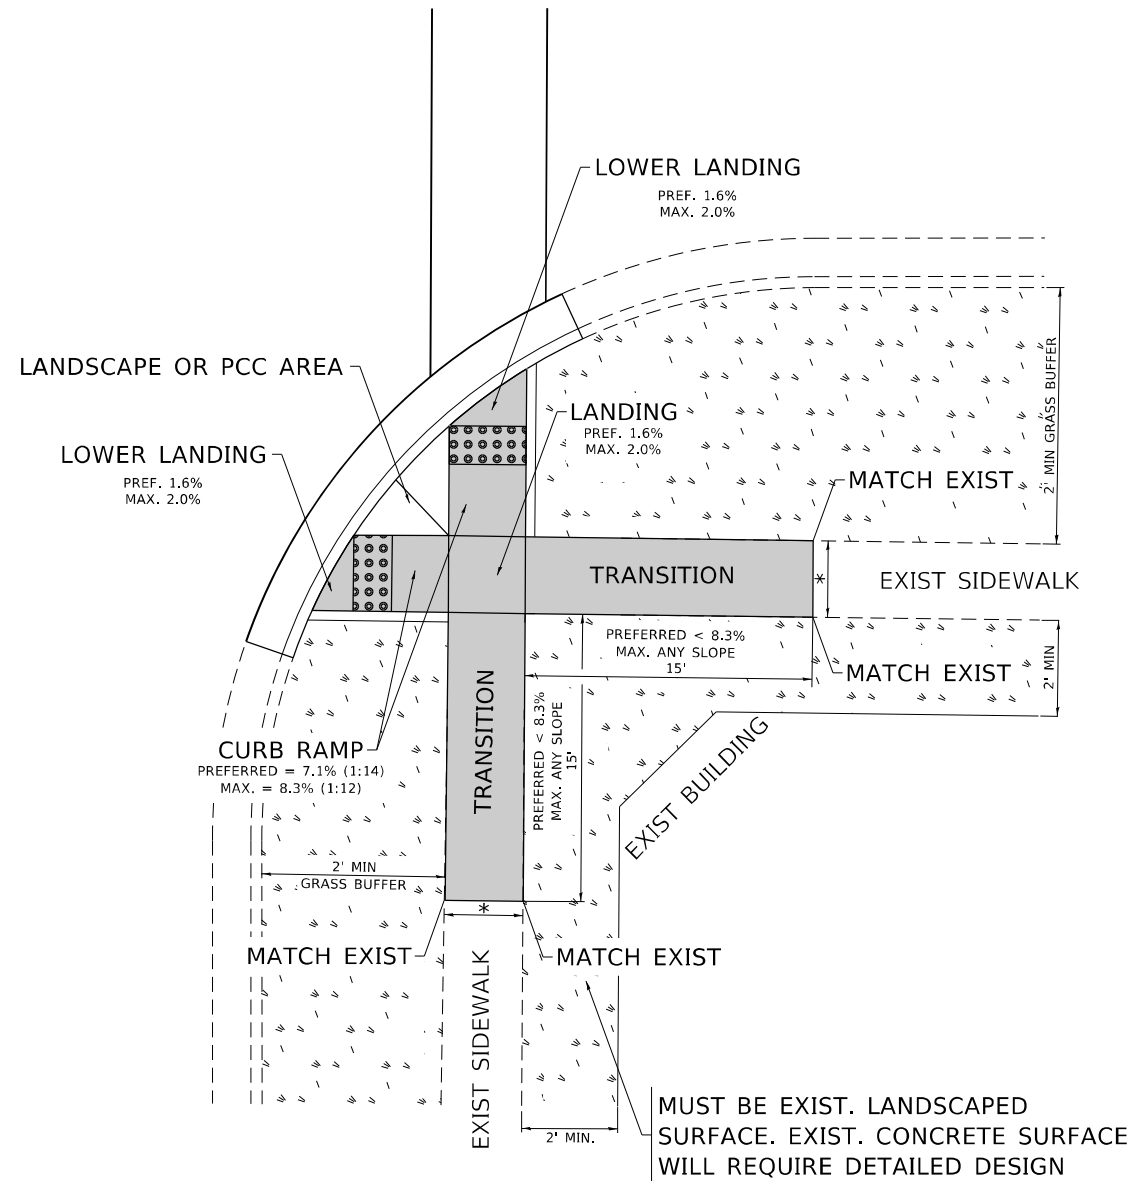 LOWER LANDING
PREF. 1.6%
MAX. 2.0%
LANDSCAPE OR PCC AREA
LANDING
PREF. 1.6%
MAX. 2.0%
LOWER LANDING
PREF. 1.6%
MAX. 2.0%
2' MIN GRASS BUFFER
MATCH EXIST
TRANSITION
*
EXIST SIDEWALK
PREFERRED < 8.3%
MAX. ANY SLOPE
15'
MATCH EXIST
2' MIN
TRANSITION
PREFERRED < 8.3%
MAX. ANY SLOPE
15'
CURB RAMP
PREFERRED = 7.1% (1:14)
MAX. = 8.3% (1:12)
EXIST BUILDING
2' MIN
GRASS BUFFER
*
MATCH EXIST
MATCH EXIST
EXIST SIDEWALK
2' MIN.
MUST BE EXIST. LANDSCAPED
SURFACE. EXIST. CONCRETE SURFACE
WILL REQUIRE DETAILED DESIGN